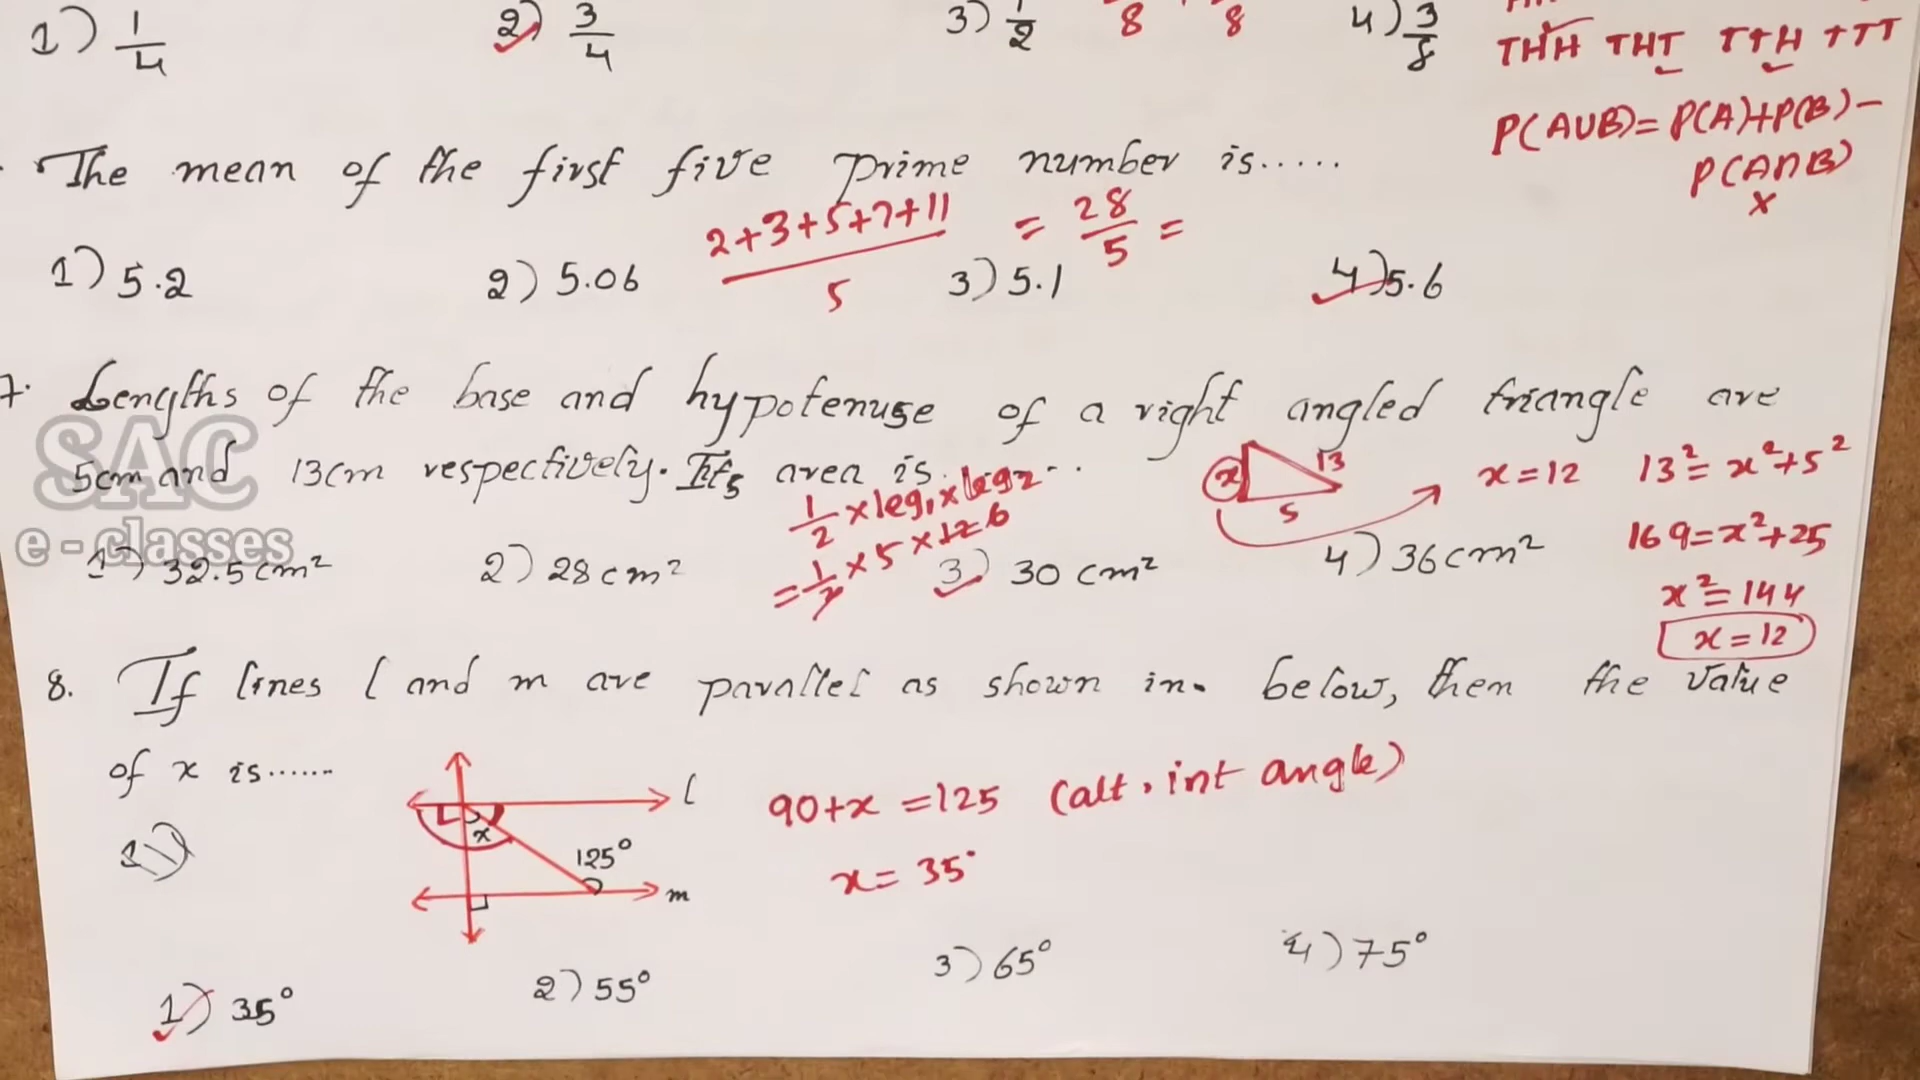 1) 1/4 2) 3/4 3) 1/2 8 8 4) 3/8
THH THT TTH TTT
P(AUB)= P(A)+P(B)-
P(A∩B)
x
The mean of the first five prime number is.....
2+3+5+7+11/5 = 28/5 =
1) 5.2 2) 5.06 3) 5.1 4) 5.6
7. Lengths of the base and hypotenuse of a right angled triangle are
5cm and 13cm respectively. Its area is.....
x 13 5 x=12 13²=x²+5²
1/2 x leg1 x leg2
=1/2 x 5 x 12 6
169=x²+25
x²=144
x=12
SAC
e-classes
1) 32.5cm² 2) 28cm² 3) 30 cm² 4) 36cm²
8. If lines l and m are parallel as shown in. below, then the value
of x is......
l
x
125°
m
90+x =125 (alt. int angle)
x= 35°
1) 35° 2) 55° 3) 65° 4) 75°